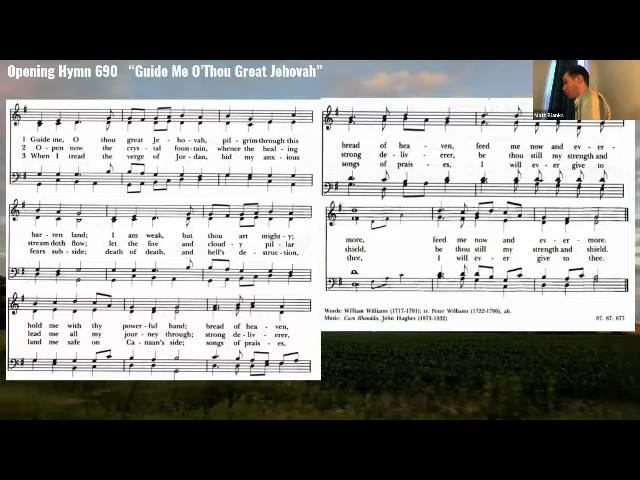 Opening Hymn 690 "Guide Me O'Thou Great Jehovah"
Matt Blanks
1 Guide me, O thou great Je - ho - vah, pil - grim through this
2 O - pen now the crys - tal foun - tain, whence the heal - ing
3 When I tread the verge of Jor - dan, bid my anx - ious
bar - ren land; I am weak, but thou art might - y;
stream doth flow; let the fire and cloud - y pil - lar
fears sub - side; death of death, and hell's de - struc - tion,
hold me with thy power - ful hand; bread of hea - ven,
lead me all my jour - ney through; strong de - liv - er - er,
land me safe on Ca - naan's side; songs of prais - es,
bread of hea - ven, feed me now and ev - er -
strong de - liv - erer, be thou still my strength and
songs of prais - es, I will ev - er give to
more, feed me now and ev - er - more.
shield, be thou still my strength and shield.
thee, I will ev - er give to thee.
Words: William Williams (1717-1791); tr. Peter Williams (1722-1796), alt.
Music: Cwm Rhondda, John Hughes (1873-1932) 87. 87. 877